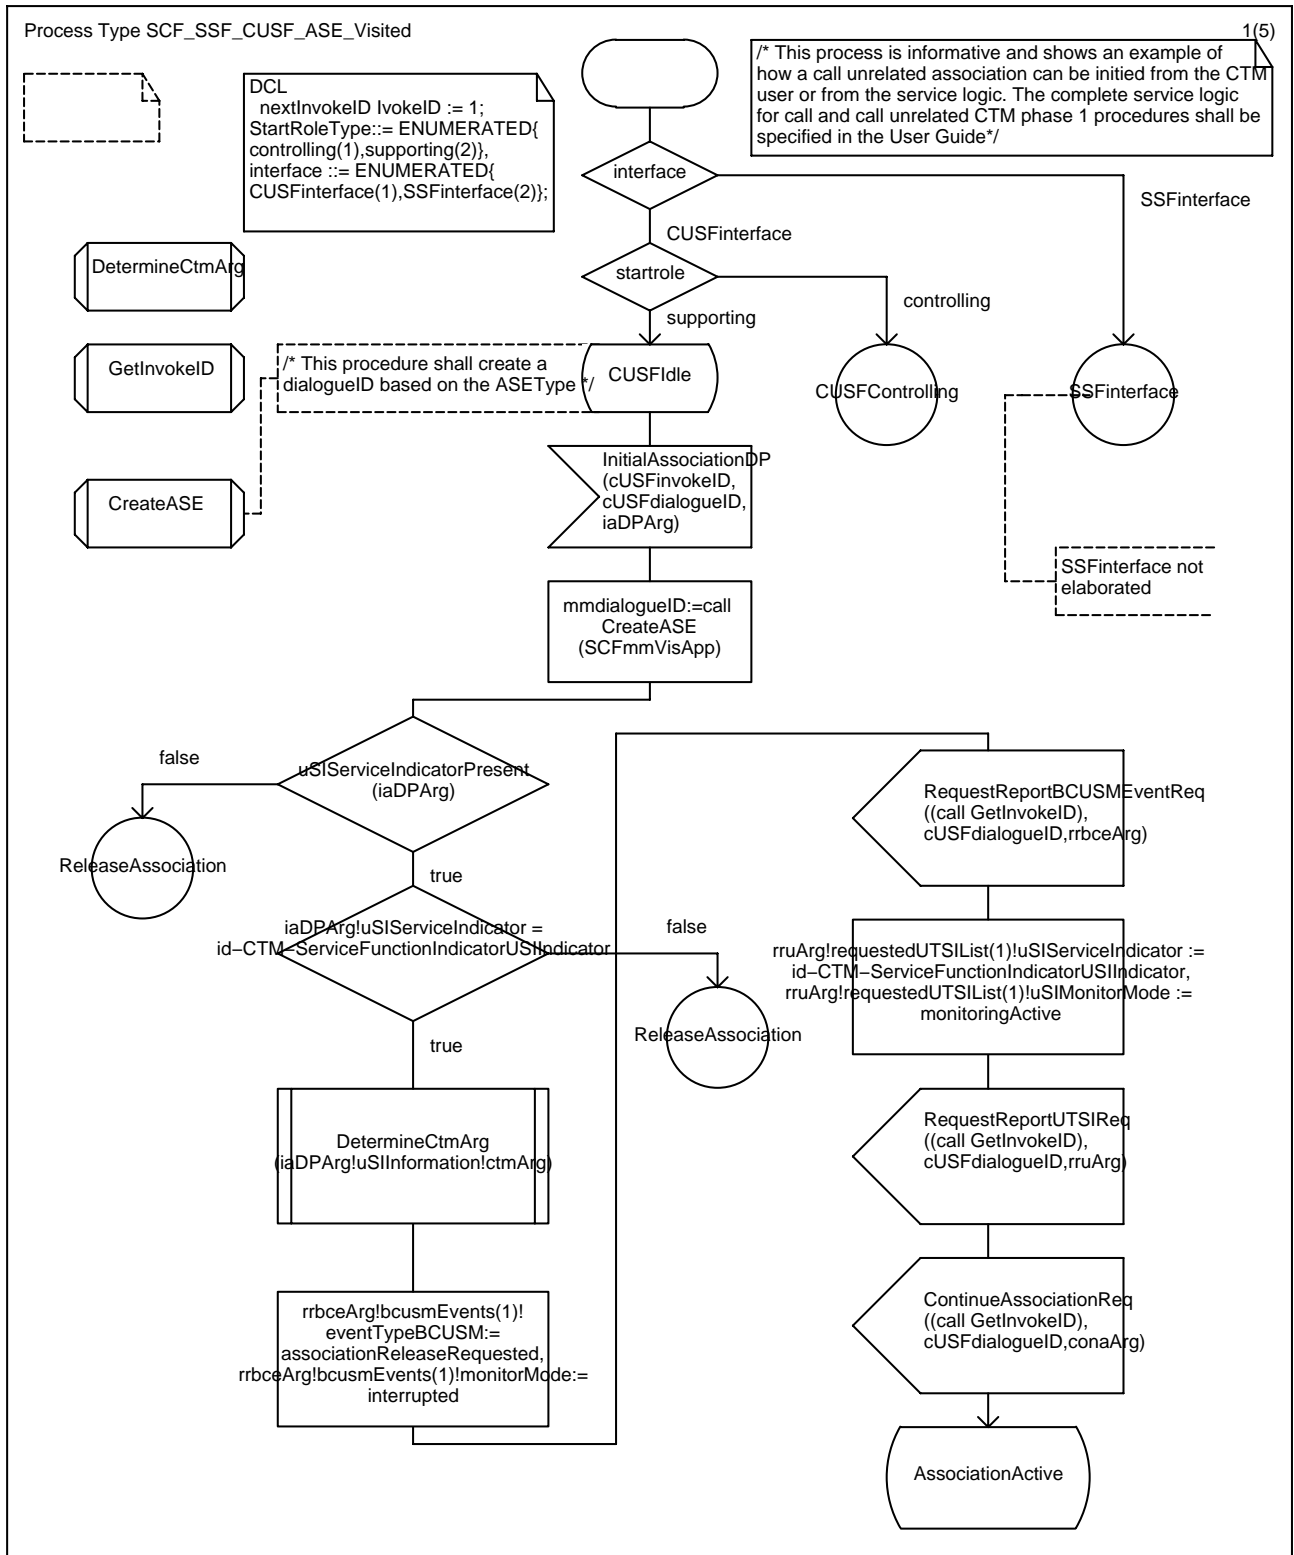 Process Type SCF_SSF_CUSF_ASE_Visited
1(5)
DCL
nextInvokeID IvokeID := 1;
StartRoleType::= ENUMERATED{
controlling(1),supporting(2)},
interface ::= ENUMERATED{
CUSFinterface(1),SSFinterface(2)};
/* This process is informative and shows an example of
how a call unrelated association can be initied from the CTM
user or from the service logic. The complete service logic
for call and call unrelated CTM phase 1 procedures shall be
specified in the User Guide*/
interface
SSFinterface
CUSFinterface
DetermineCtmArg
startrole
controlling
supporting
GetInvokeID
/* This procedure shall create a
dialogueID based on the ASEType */
CUSFIdle
CUSFControlling
SSFinterface
CreateASE
InitialAssociationDP
(cUSFinvokeID,
cUSFdialogueID,
iaDPArg)
SSFinterface not
elaborated
mmdialogueID:=call
CreateASE
(SCFmmVisApp)
false
uSIServiceIndicatorPresent
(iaDPArg)
ReleaseAssociation
true
iaDPArg!uSIServiceIndicator =
id−CTM−ServiceFunctionIndicatorUSIIndicator
false
ReleaseAssociation
true
DetermineCtmArg
(iaDPArg!uSIInformation!ctmArg)
rrbceArg!bcusmEvents(1)!
eventTypeBCUSM:=
associationReleaseRequested,
rrbceArg!bcusmEvents(1)!monitorMode:=
interrupted
RequestReportBCUSMEventReq
((call GetInvokeID),
cUSFdialogueID,rrbceArg)
rruArg!requestedUTSIList(1)!uSIServiceIndicator :=
id−CTM−ServiceFunctionIndicatorUSIIndicator,
rruArg!requestedUTSIList(1)!uSIMonitorMode :=
monitoringActive
RequestReportUTSIReq
((call GetInvokeID),
cUSFdialogueID,rruArg)
ContinueAssociationReq
((call GetInvokeID),
cUSFdialogueID,conaArg)
AssociationActive